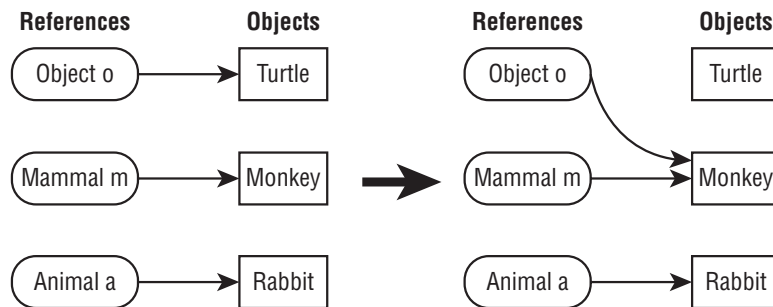 References Objects References Objects
Object o Turtle Object o Turtle
Mammal m Monkey Mammal m Monkey
Animal a Rabbit Animal a Rabbit